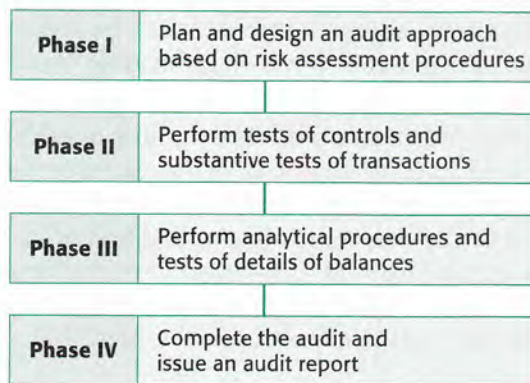 Phase I
Plan and design an audit approach
based on risk assessment procedures
Phase II
Perform tests of controls and
substantive tests of transactions
Phase III
Perform analytical procedures and
tests of details of balances
Phase IV
Complete the audit and
issue an audit report